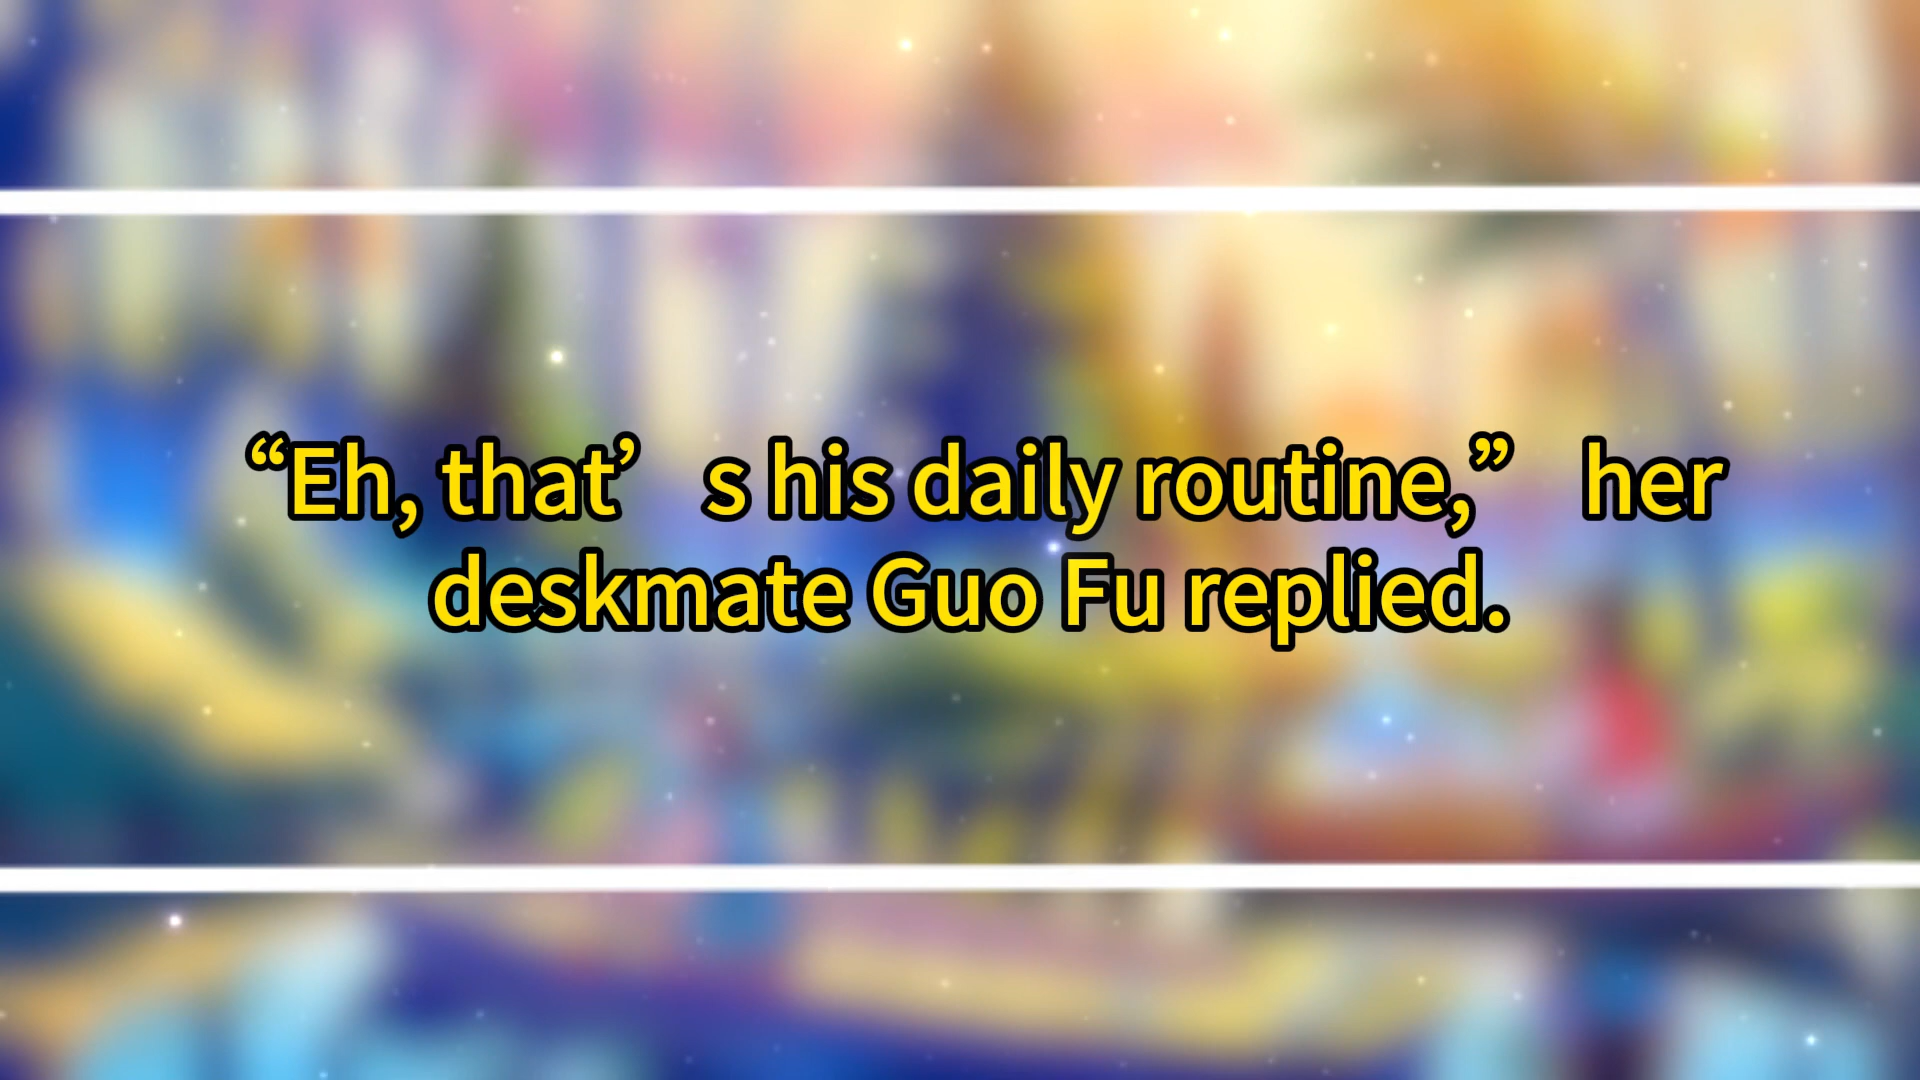 “Eh, that’s his daily routine,” her
deskmate Guo Fu replied.